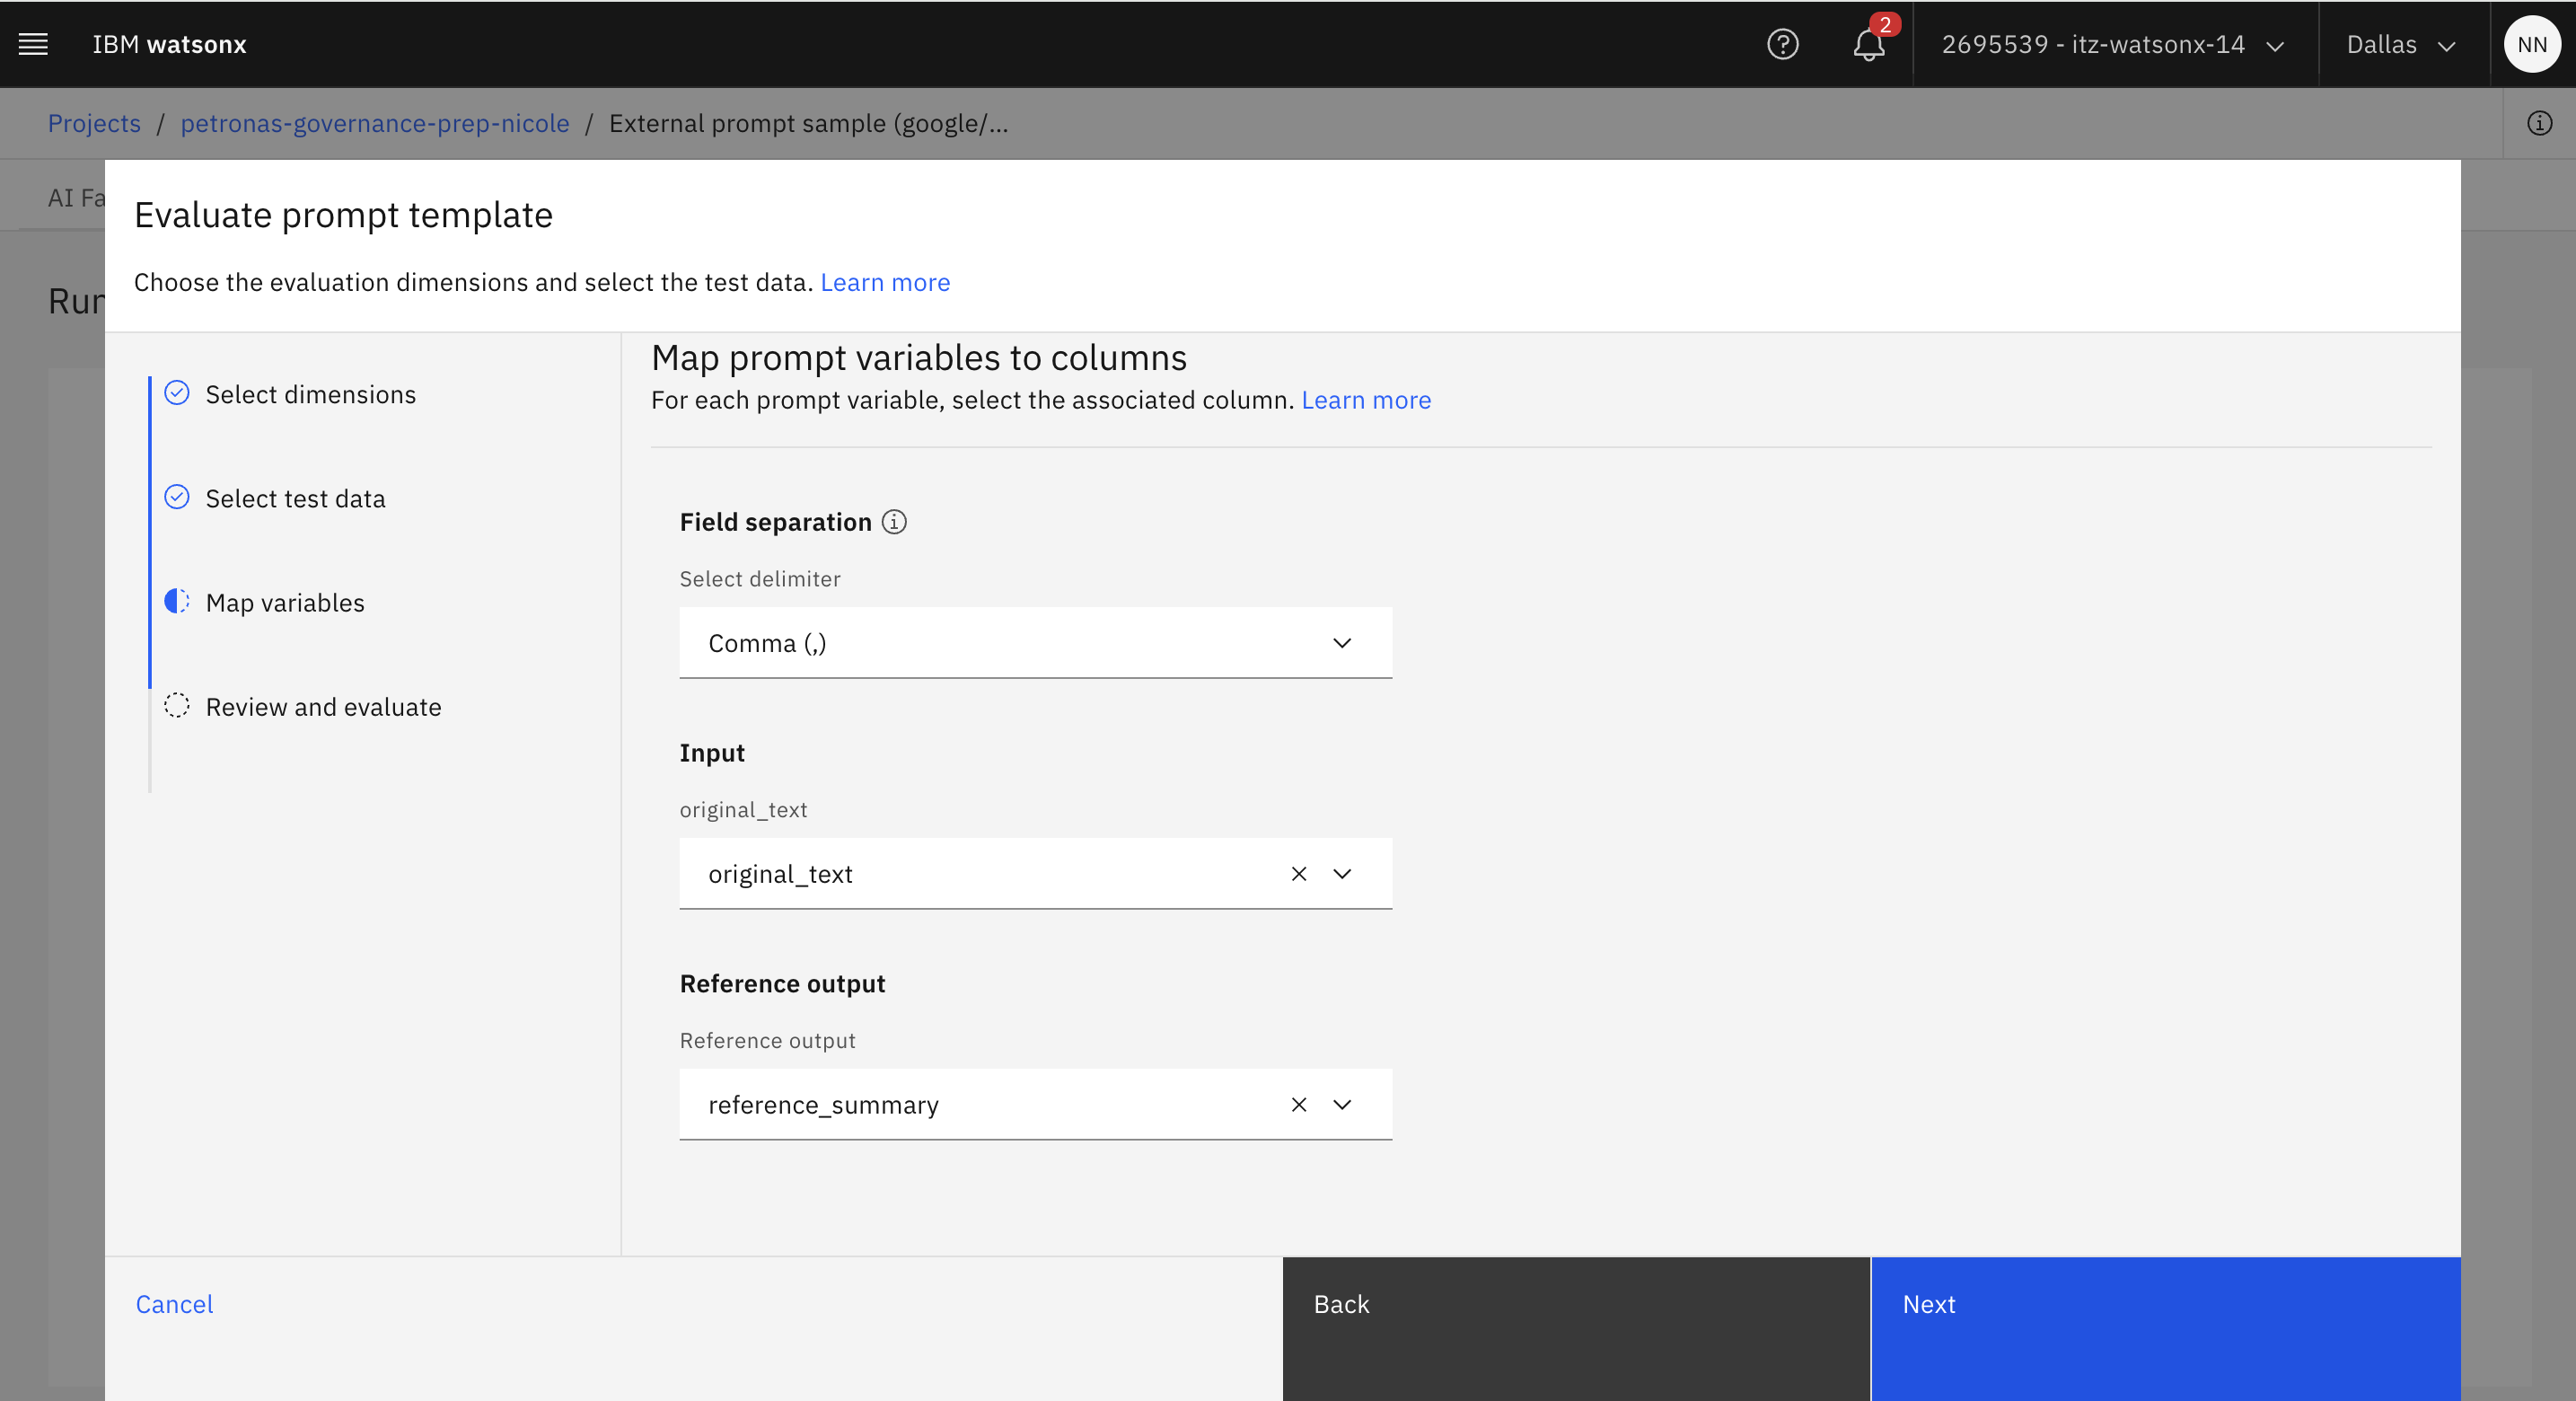 IBM watsonx
2
2695539 - itz-watsonx-14
Dallas
NN
Projects / petronas-governance-prep-nicole / External prompt sample (google/...
AI Fa
Run
Evaluate prompt template
Choose the evaluation dimensions and select the test data. Learn more
Select dimensions
Select test data
Map variables
Review and evaluate
Map prompt variables to columns
For each prompt variable, select the associated column. Learn more
Field separation
Select delimiter
Comma (,)
Input
original_text
original_text
Reference output
Reference output
reference_summary
Cancel
Back
Next